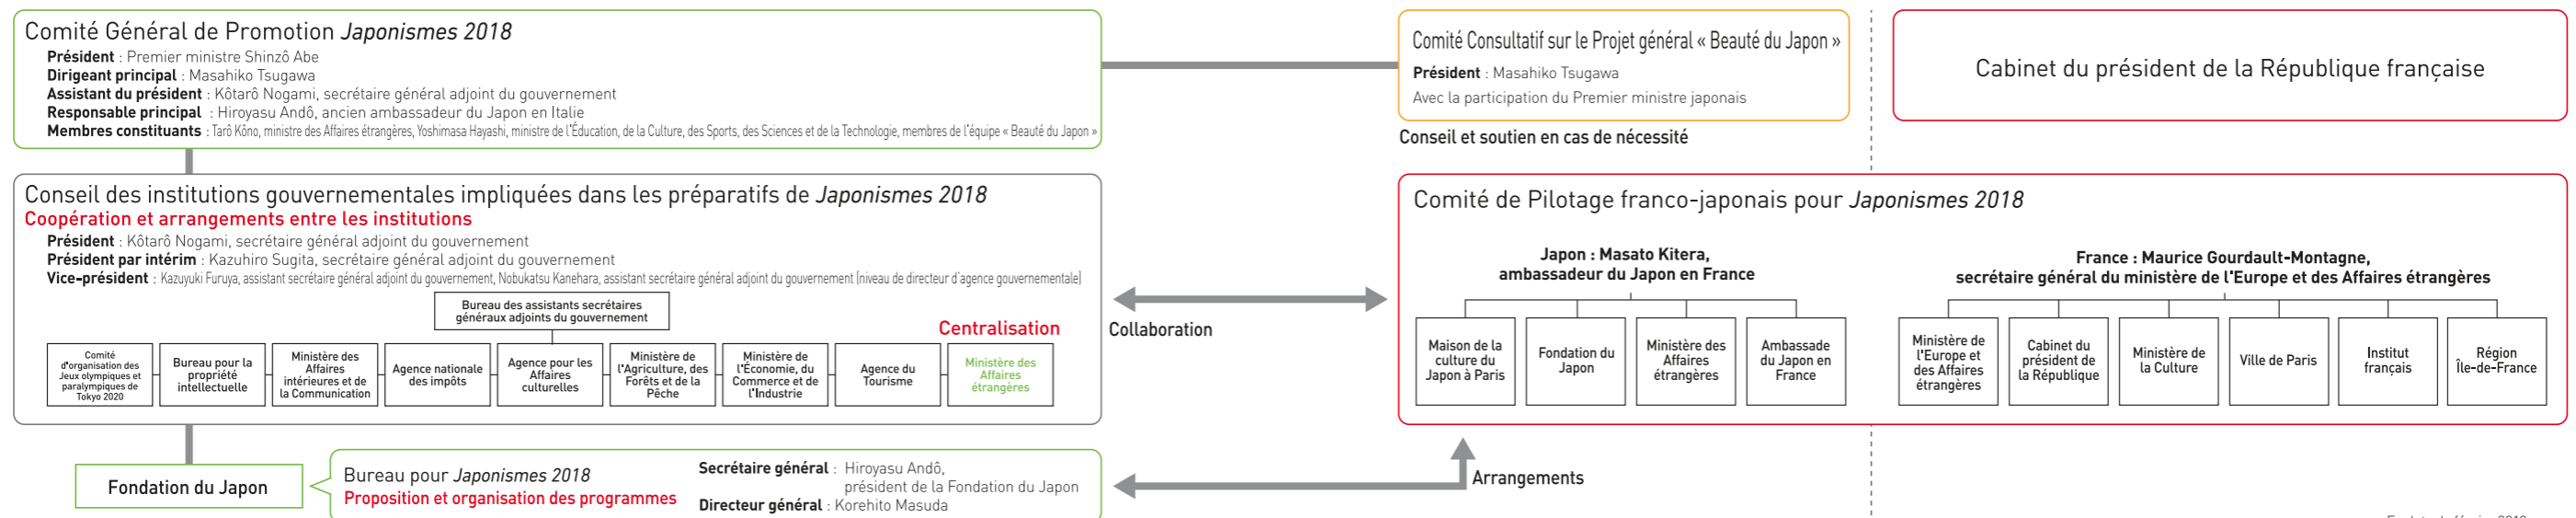 Comité Général de Promotion Japonismes 2018
Président : Premier ministre Shinzô Abe
Dirigeant principal : Masahiko Tsugawa
Assistant du président : Kôtarô Nogami, secrétaire général adjoint du gouvernement
Responsable principal : Hiroyasu Andô, ancien ambassadeur du Japon en Italie
Membres constituants : Tarô Kôno, ministre des Affaires étrangères, Yoshimasa Hayashi, ministre de l'Éducation, de la Culture, des Sports, des Sciences et de la Technologie, membres de l'équipe « Beauté du Japon »
Comité Consultatif sur le Projet général « Beauté du Japon »
Président : Masahiko Tsugawa
Avec la participation du Premier ministre japonais
Conseil et soutien en cas de nécessité
Cabinet du président de la République française
Conseil des institutions gouvernementales impliquées dans les préparatifs de Japonismes 2018
Coopération et arrangements entre les institutions
Président : Kôtarô Nogami, secrétaire général adjoint du gouvernement
Président par intérim : Kazuhiro Sugita, secrétaire général adjoint du gouvernement
Vice-président : Kazuyuki Furuya, assistant secrétaire général adjoint du gouvernement, Nobukatsu Kanehara, assistant secrétaire général adjoint du gouvernement (niveau de directeur d'agence gouvernementale)
Bureau des assistants secrétaires
généraux adjoints du gouvernement
Centralisation
Comité
d'organisation des
Jeux olympiques et
paralympiques de
Tokyo 2020
Bureau pour la
propriété
intellectuelle
Ministère des
Affaires
intérieures et de
la Communication
Agence nationale
des impôts
Agence pour les
Affaires
culturelles
Ministère de
l'Agriculture, des
Forêts et de la
Pêche
Ministère de
l'Économie, du
Commerce et de
l'Industrie
Agence du
Tourisme
Ministère des
Affaires
étrangères
Collaboration
Comité de Pilotage franco-japonais pour Japonismes 2018
Japon : Masato Kitera,
ambassadeur du Japon en France
Maison de la
culture du
Japon à Paris
Fondation du
Japon
Ministère des
Affaires
étrangères
Ambassade
du Japon en
France
France : Maurice Gourdault-Montagne,
secrétaire général du ministère de l'Europe et des Affaires étrangères
Ministère de
l'Europe et
des Affaires
étrangères
Cabinet du
président de
la République
Ministère de
la Culture
Ville de Paris
Institut
français
Région
Île-de-France
Fondation du Japon
Bureau pour Japonismes 2018
Proposition et organisation des programmes
Secrétaire général : Hiroyasu Andô,
président de la Fondation du Japon
Directeur général : Korehito Masuda
Arrangements